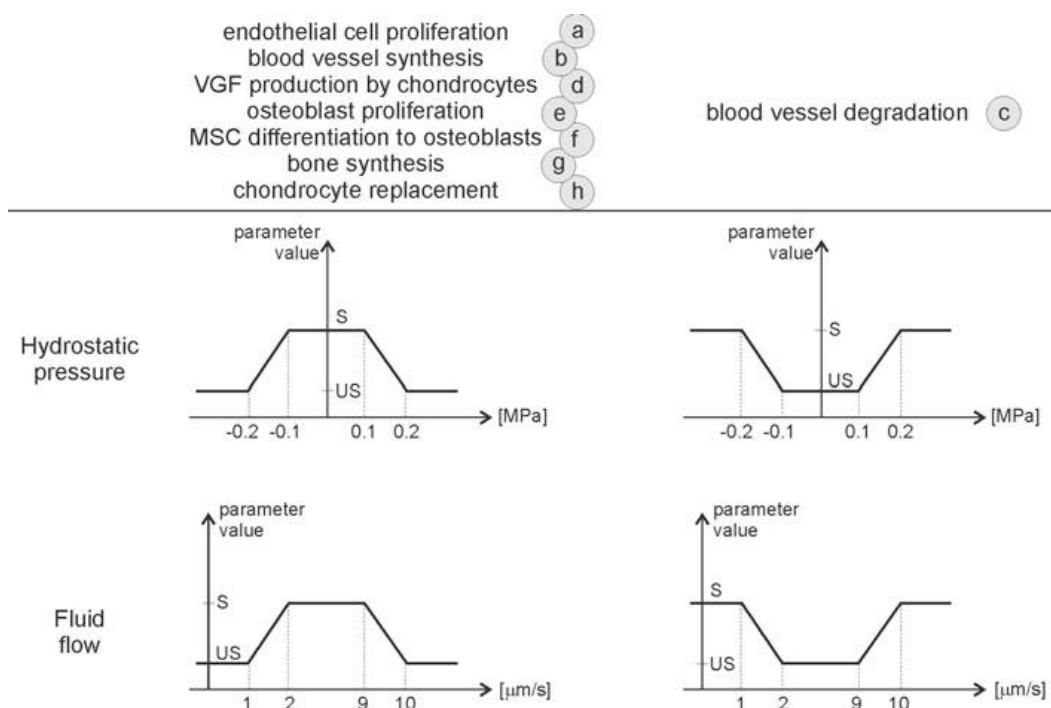 endothelial cell proliferation a
blood vessel synthesis b
VGF production by chondrocytes d
osteoblast proliferation e
MSC differentiation to osteoblasts f
bone synthesis g
chondrocyte replacement h
blood vessel degradation c
Hydrostatic
pressure
parameter
value
S
US
[MPa]
-0.2 -0.1 0.1 0.2
parameter
value
S
US
[MPa]
-0.2 -0.1 0.1 0.2
Fluid
flow
parameter
value
S
US
[μm/s]
1 2 9 10
parameter
value
S
US
[μm/s]
1 2 9 10